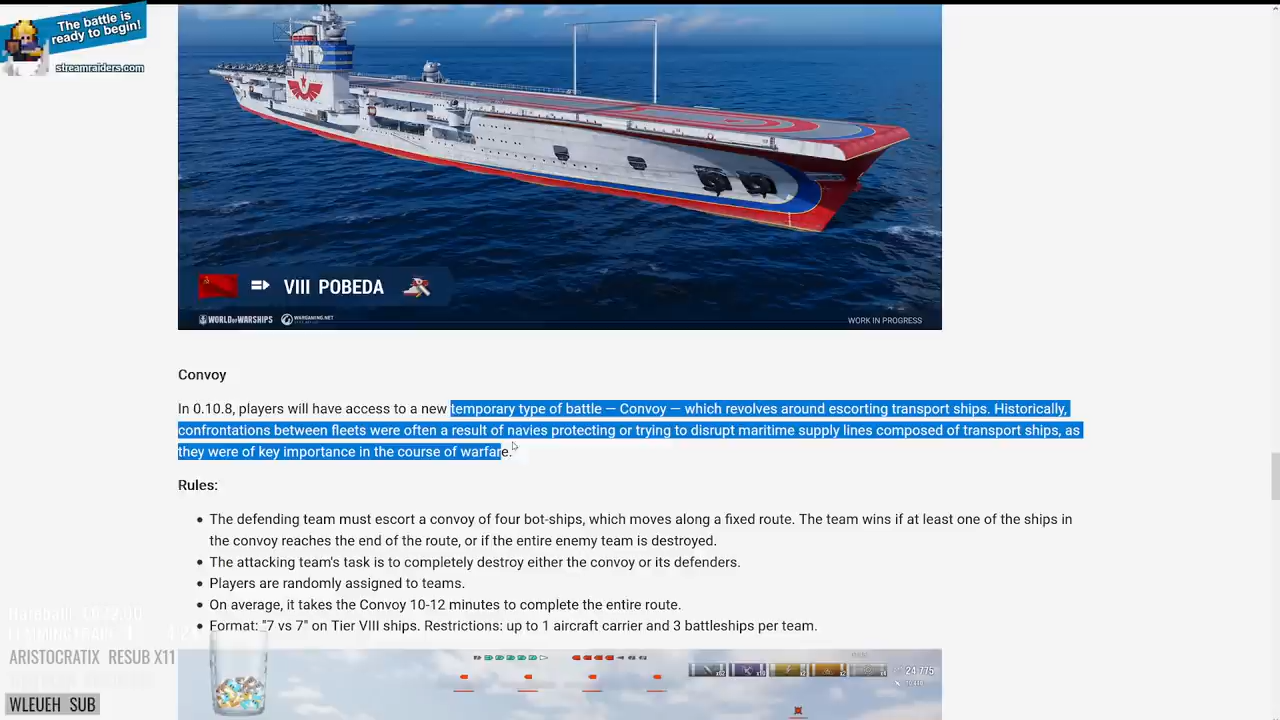 The battle is
ready to begin!
streamraiders.com
VIII POBEDA
WORLD OF WARSHIPS
WARGAMING.NET
WORK IN PROGRESS
Convoy
In 0.10.8, players will have access to a new temporary type of battle — Convoy — which revolves around escorting transport ships. Historically,
confrontations between fleets were often a result of navies protecting or trying to disrupt maritime supply lines composed of transport ships, as
they were of key importance in the course of warfare.
Rules:
The defending team must escort a convoy of four bot-ships, which moves along a fixed route. The team wins if at least one of the ships in
the convoy reaches the end of the route, or if the entire enemy team is destroyed.
The attacking team's task is to completely destroy either the convoy or its defenders.
Players are randomly assigned to teams.
On average, it takes the Convoy 10-12 minutes to complete the entire route.
Format: "7 vs 7" on Tier VIII ships. Restrictions: up to 1 aircraft carrier and 3 battleships per team.
ARISTOCRATIX RESUB X11
24 775
WLEUEH SUB